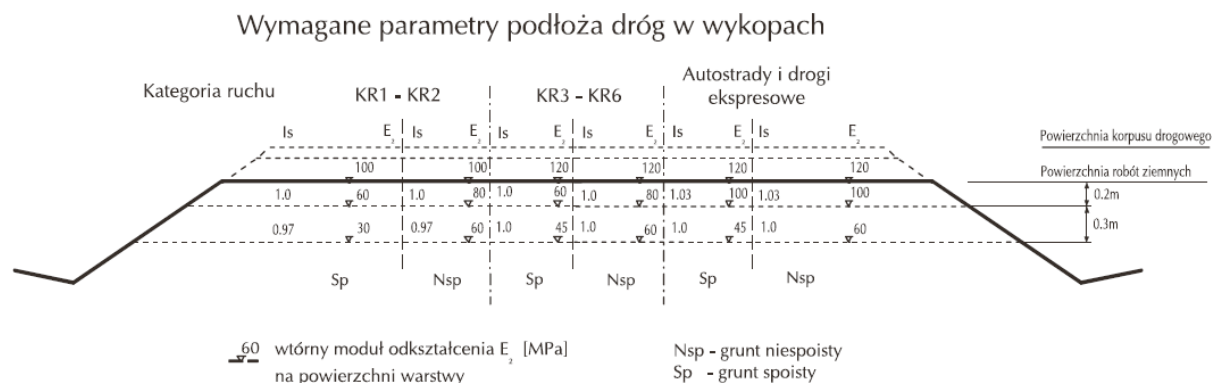 Wymagane parametry podłoża dróg w wykopach
Kategoria ruchu
KR1 - KR2
KR3 - KR6
Autostrady i drogi
ekspresowe
Is E₂ Is E₂ Is E₂ Is E₂ Is E₂ Is E₂
Powierzchnia korpusu drogowego
100 100 120 120 120 120
Powierzchnia robót ziemnych
1.0 60 1.0 80 1.0 60 1.0 80 1.03 100 1.03 100
0.2m
0.97 30 0.97 60 1.0 45 1.0 60 1.0 45 1.0 60
0.3m
Sp Nsp Sp Nsp Sp Nsp
60 wtórny moduł odkształcenia E₂ [MPa]
na powierzchni warstwy
Nsp - grunt niespoisty
Sp - grunt spoisty